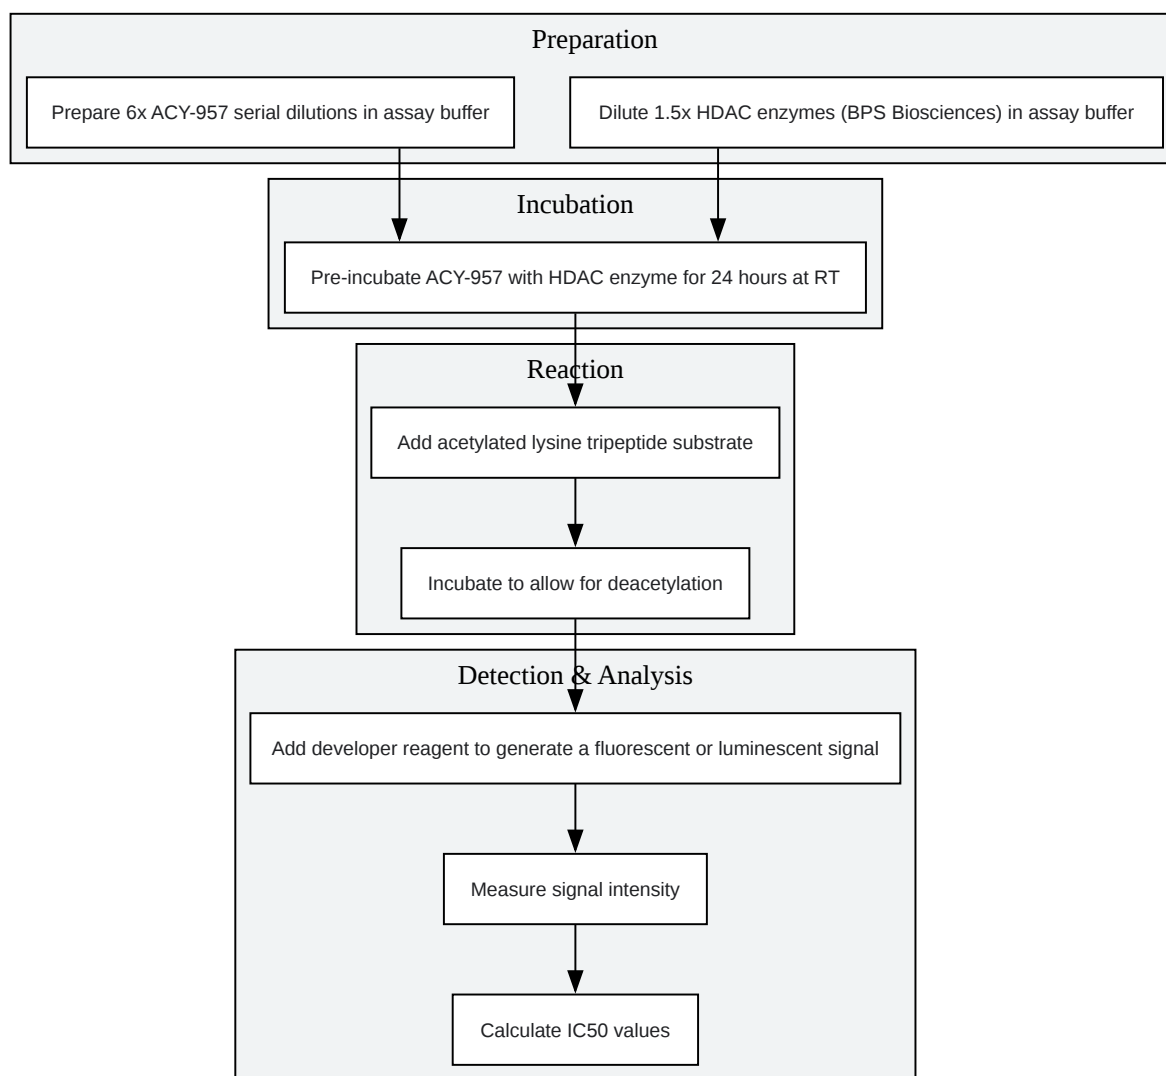 Preparation
Prepare 6x ACY-957 serial dilutions in assay buffer
Dilute 1.5x HDAC enzymes (BPS Biosciences) in assay buffer
Incubation
Pre-incubate ACY-957 with HDAC enzyme for 24 hours at RT
Reaction
Add acetylated lysine tripeptide substrate
Incubate to allow for deacetylation
Detection & Analysis
Add developer reagent to generate a fluorescent or luminescent signal
Measure signal intensity
Calculate IC50 values